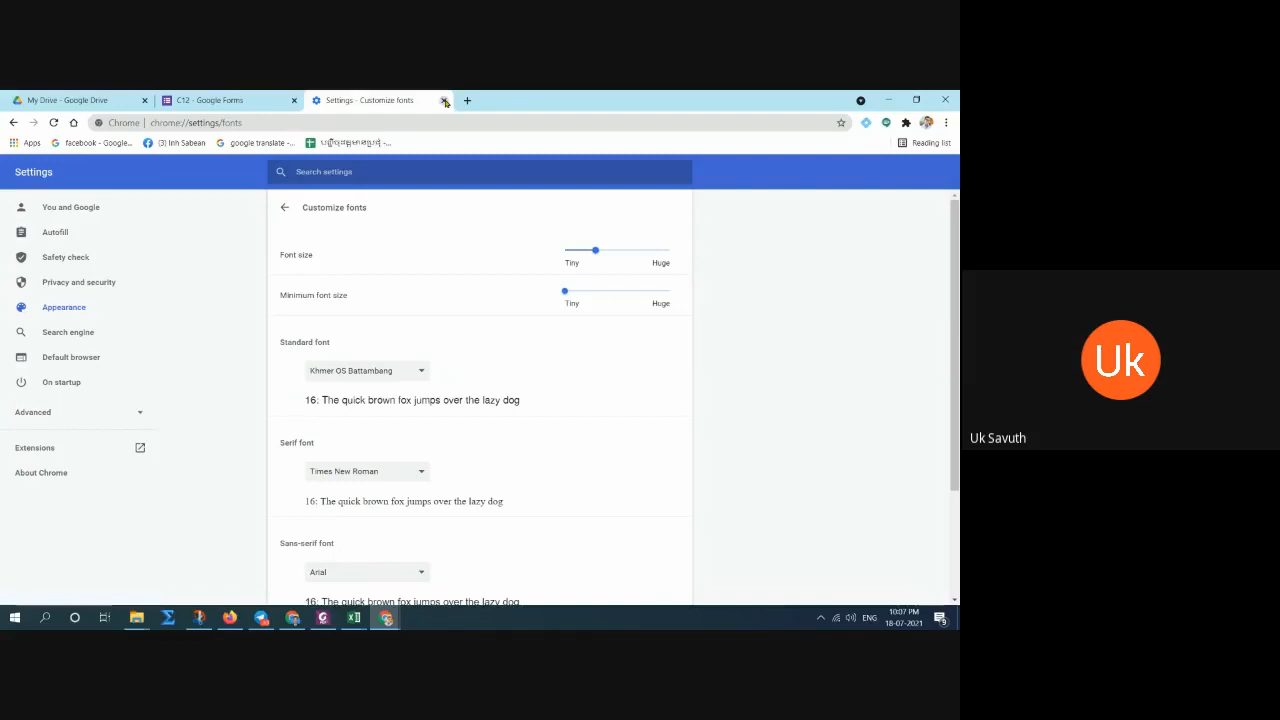 My Drive - Google Drive
C12 - Google Forms
Settings - Customize fonts
Chrome | chrome://settings/fonts
Apps
facebook - Google...
(3) Inh Sabean
google translate -...
Reading list
Settings
Search settings
You and Google
Autofill
Safety check
Privacy and security
Appearance
Search engine
Default browser
On startup
Advanced
Extensions
About Chrome
Customize fonts
Font size
Tiny
Huge
Minimum font size
Tiny
Huge
Standard font
Khmer OS Battambang
16: The quick brown fox jumps over the lazy dog
Serif font
Times New Roman
16: The quick brown fox jumps over the lazy dog
Sans-serif font
Arial
16: The quick brown fox jumps over the lazy dog
ENG
10:07 PM
18-07-2021
Uk
Uk Savuth